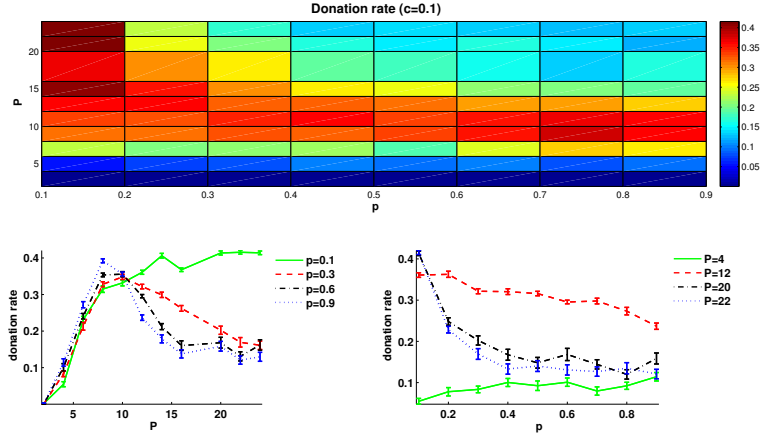 Donation rate (c=0.1)
P
20
15
10
5
0.1 0.2 0.3 0.4 0.5 0.6 0.7 0.8 0.9
p
0.4
0.35
0.3
0.25
0.2
0.15
0.1
0.05
donation rate
0.4
0.3
0.2
0.1
5 10 15 20
P
p=0.1
p=0.3
p=0.6
p=0.9
donation rate
0.4
0.3
0.2
0.1
0.2 0.4 0.6 0.8
p
P=4
P=12
P=20
P=22